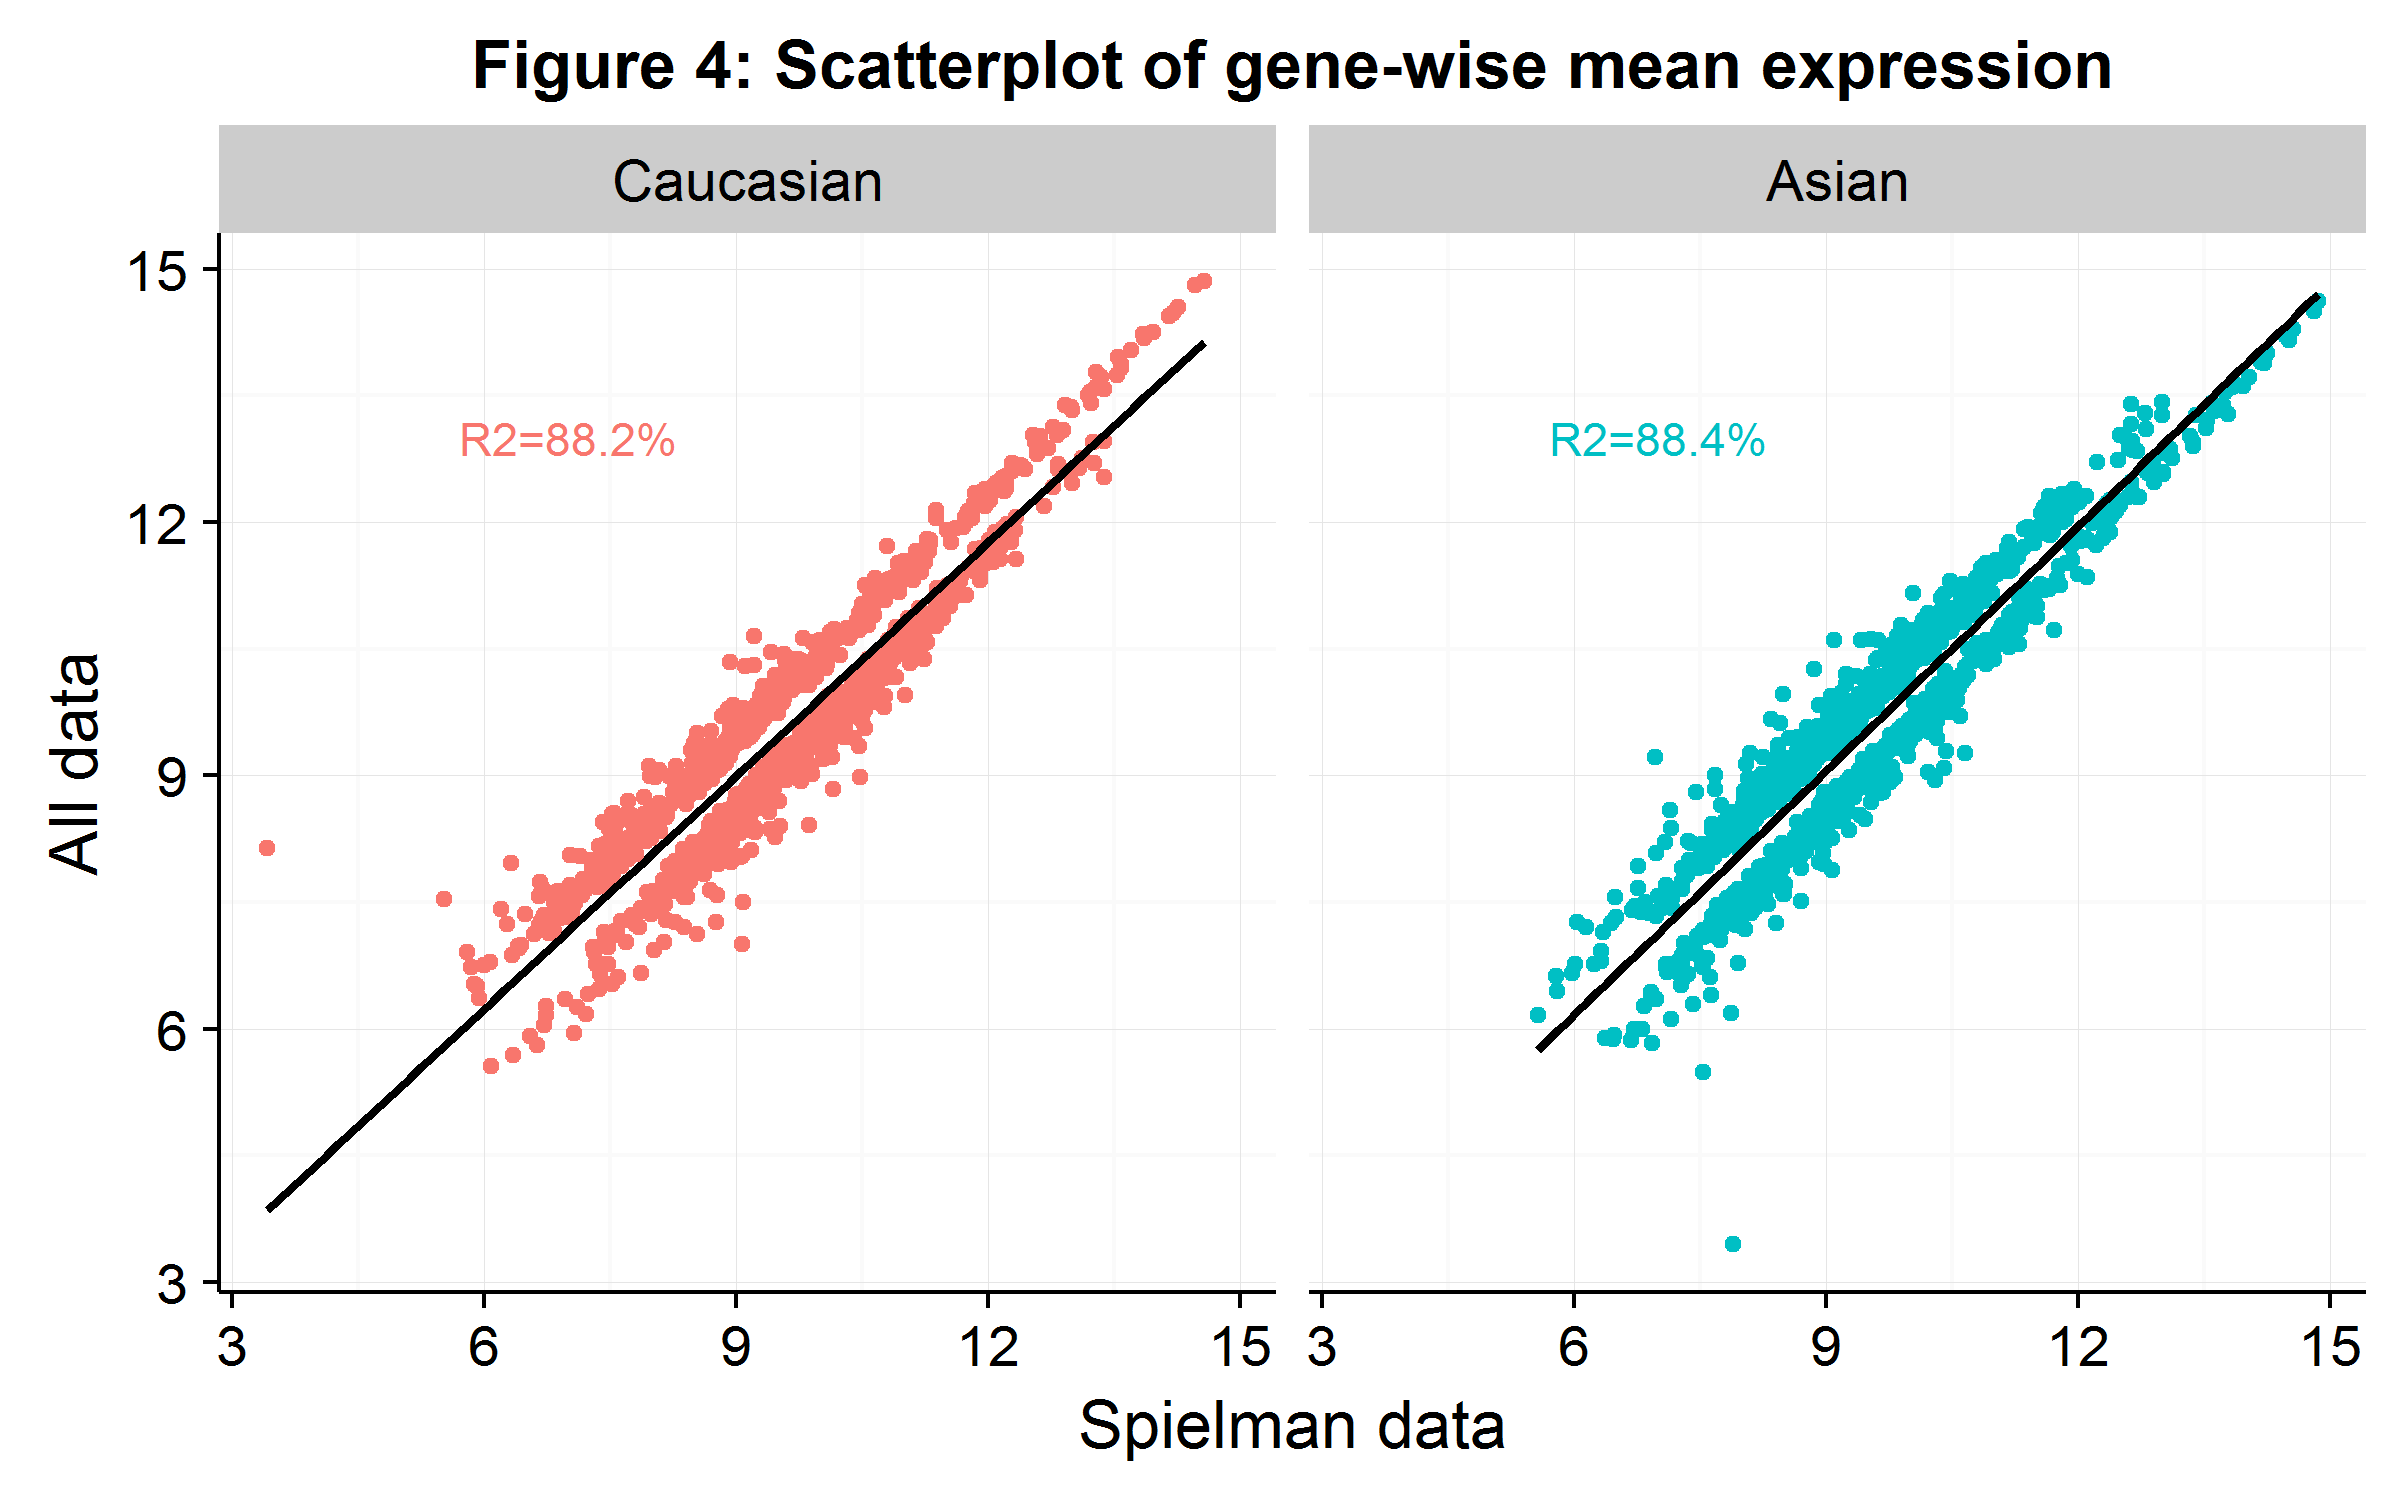 Figure 4: Scatterplot of gene-wise mean expression
Caucasian
Asian
15
12
9
6
3
All data
R2=88.2%
R2=88.4%
3 6 9 12 15
3 6 9 12 15
Spielman data